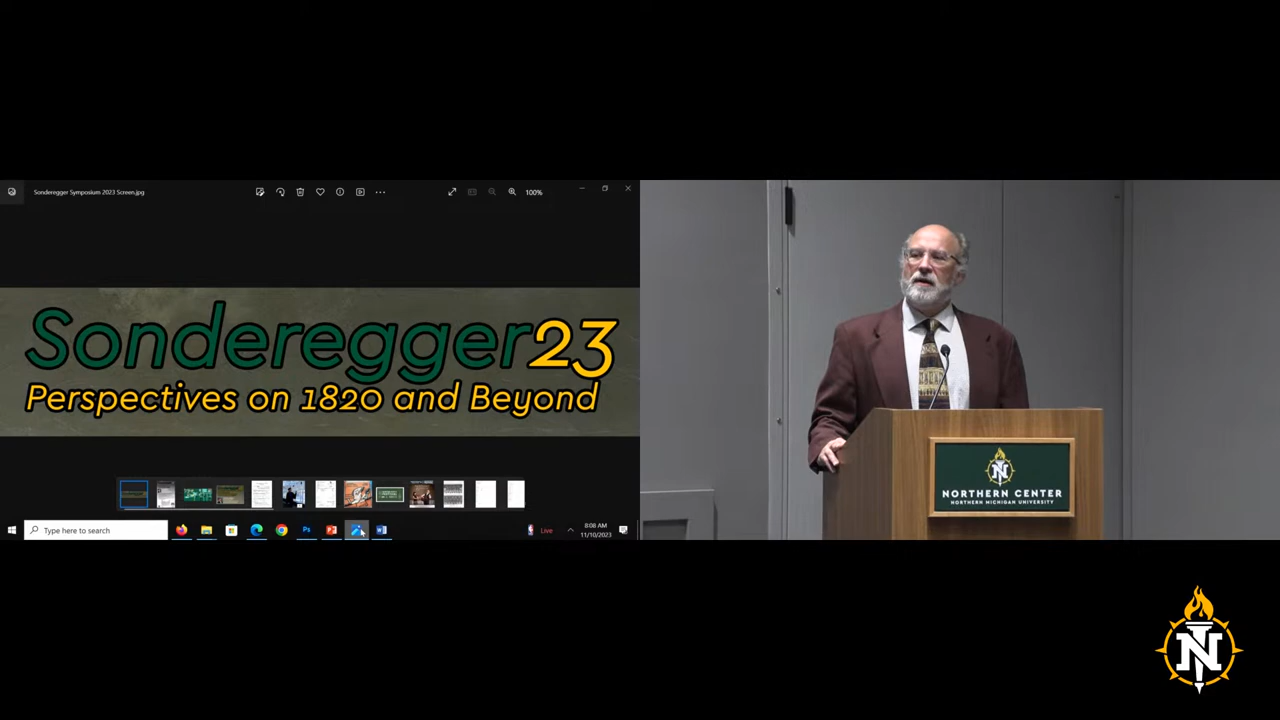 Sonderegger Symposium 2023 Screen.jpg
100%
Sonderegger23
Perspectives on 1820 and Beyond
Type here to search
Live
8:08 AM
11/10/2023
N
NORTHERN CENTER
NORTHERN MICHIGAN UNIVERSITY
N